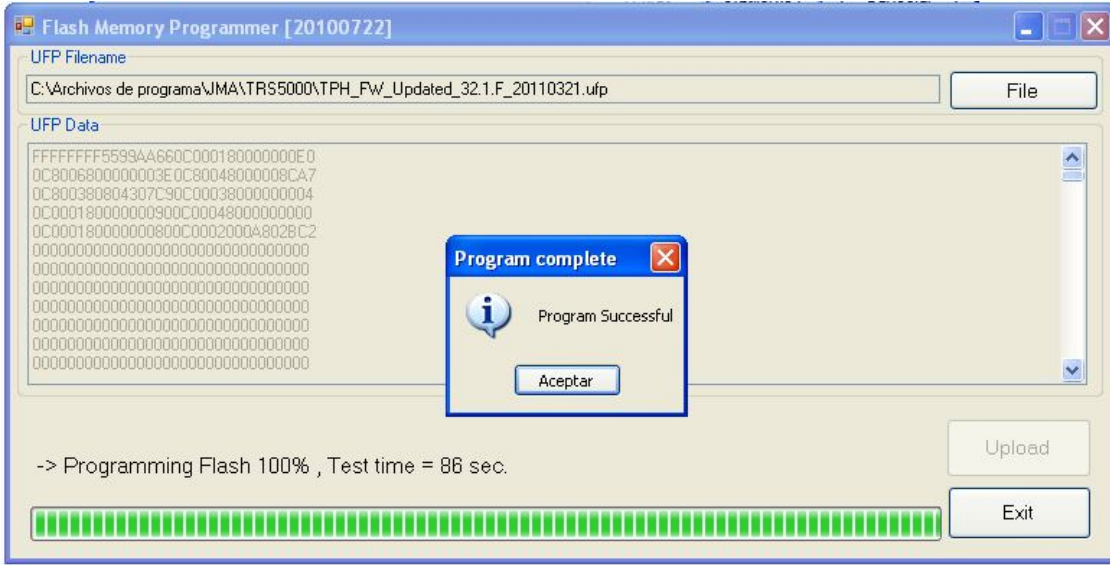 Flash Memory Programmer [20100722]
UFP Filename
C:\Archivos de programa\JMA\TRS5000\TPH_FW_Updated_32.1.F_20110321.ufp
File
UFP Data
FFFFFFFF5599AA660C000180000000E0
0C8006800000003E0C80048000008CA7
0C800380804307C90C00038000000004
0C000180000000900C00048000000000
0C000180000000800C0002000A802BC2
00000000000000000000000000000000
00000000000000000000000000000000
00000000000000000000000000000000
00000000000000000000000000000000
00000000000000000000000000000000
00000000000000000000000000000000
00000000000000000000000000000000
Program complete
Program Successful
Aceptar
-> Programming Flash 100% , Test time = 86 sec.
Upload
Exit